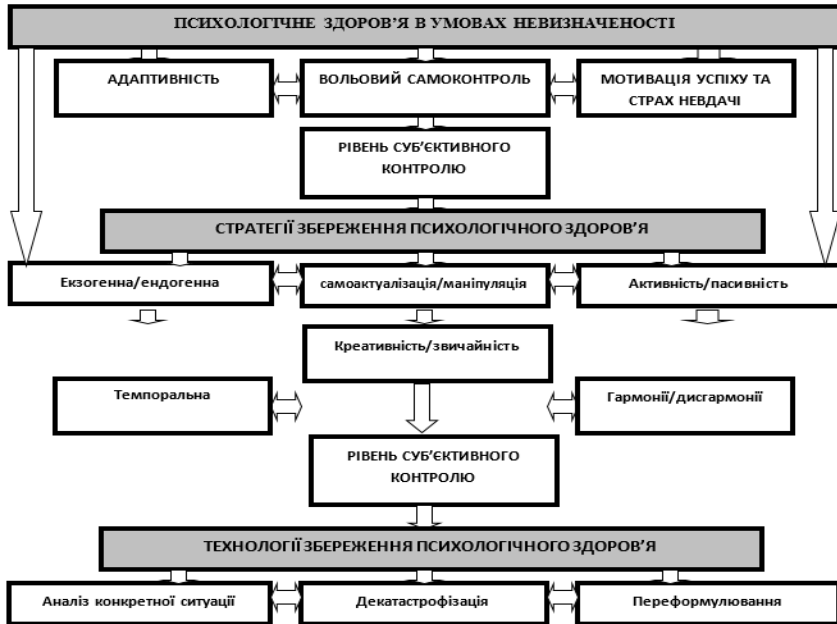 ПСИХОЛОГІЧНЕ ЗДОРОВ’Я В УМОВАХ НЕВИЗНАЧЕНОСТІ
АДАПТИВНІСТЬ
ВОЛЬОВИЙ САМОКОНТРОЛЬ
МОТИВАЦІЯ УСПІХУ ТА
СТРАХ НЕВДАЧІ
РІВЕНЬ СУБ’ЄКТИВНОГО
КОНТРОЛЮ
СТРАТЕГІЇ ЗБЕРЕЖЕННЯ ПСИХОЛОГІЧНОГО ЗДОРОВ’Я
Екзогенна/ендогенна
самоактуалізація/маніпуляція
Активність/пасивність
Креативність/звичайність
Темпоральна
Гармонії/дисгармонії
РІВЕНЬ СУБ’ЄКТИВНОГО
КОНТРОЛЮ
ТЕХНОЛОГІЇ ЗБЕРЕЖЕННЯ ПСИХОЛОГІЧНОГО ЗДОРОВ’Я
Аналіз конкретної ситуації
Декатастрофізація
Переформулювання